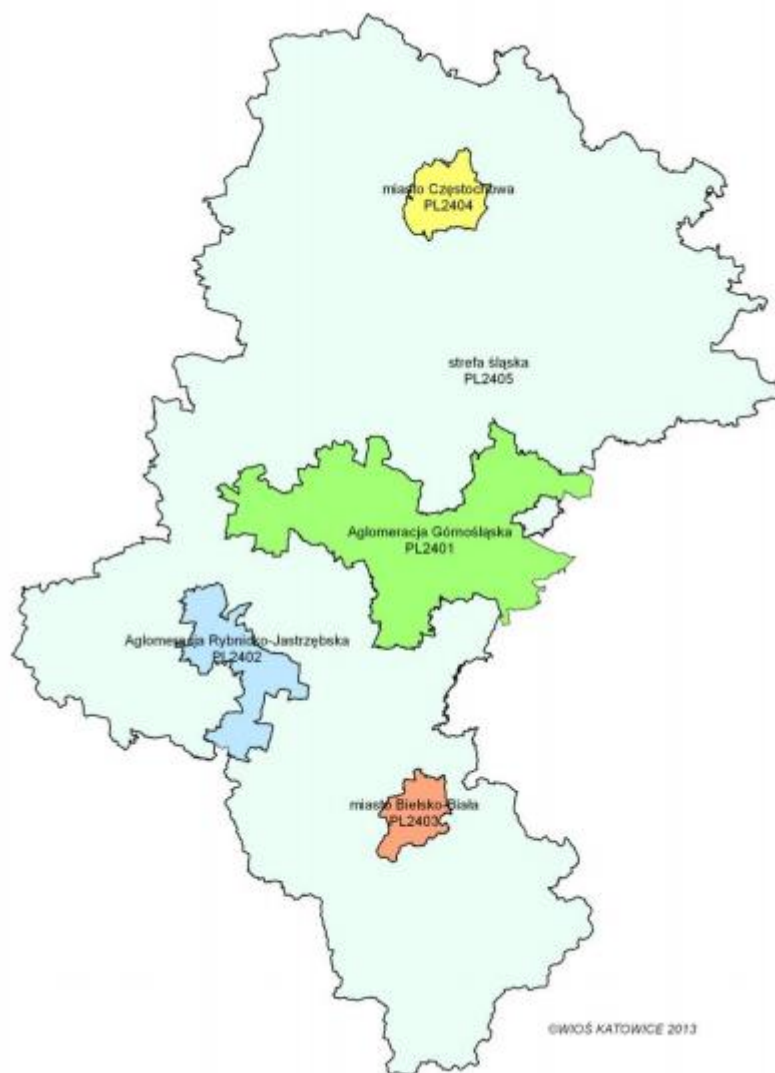 miasto Częstochowa
PL2404
strefa śląska
PL2405
Aglomeracja Górnośląska
PL2401
Aglomeracja Rybnicko-Jastrzębska
PL2402
miasto Bielsko-Biała
PL2403
©WIOŚ KATOWICE 2013